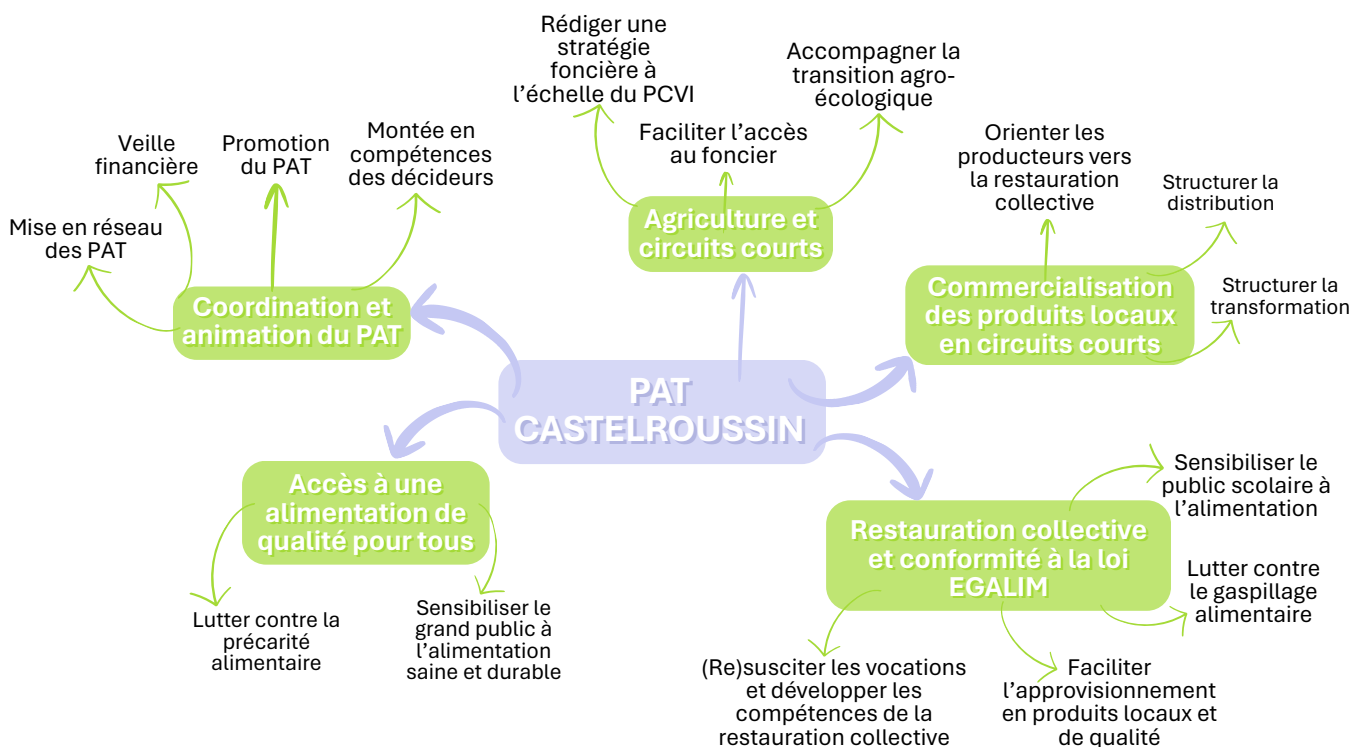 Rédiger une
stratégie
foncière à
l’échelle du PCVI
Accompagner la
transition agro-
écologique
Faciliter l’accès
au foncier
Veille
financière
Promotion
du PAT
Montée en
compétences
des décideurs
Mise en réseau
des PAT
Orienter les
producteurs vers
la restauration
collective
Structurer la
distribution
Structurer la
transformation
Agriculture et
circuits courts
Coordination et
animation du PAT
Commercialisation
des produits locaux
en circuits courts
PAT
CASTELROUSSIN
Accès à une
alimentation de
qualité pour tous
Restauration collective
et conformité à la loi
EGALIM
Sensibiliser le
public scolaire à
l’alimentation
Lutter contre
le gaspillage
alimentaire
Lutter contre la
précarité
alimentaire
Sensibiliser le
grand public à
l’alimentation
saine et durable
(Re)susciter les vocations
et développer les
compétences de la
restauration collective
Faciliter
l’approvisionnement
en produits locaux et
de qualité